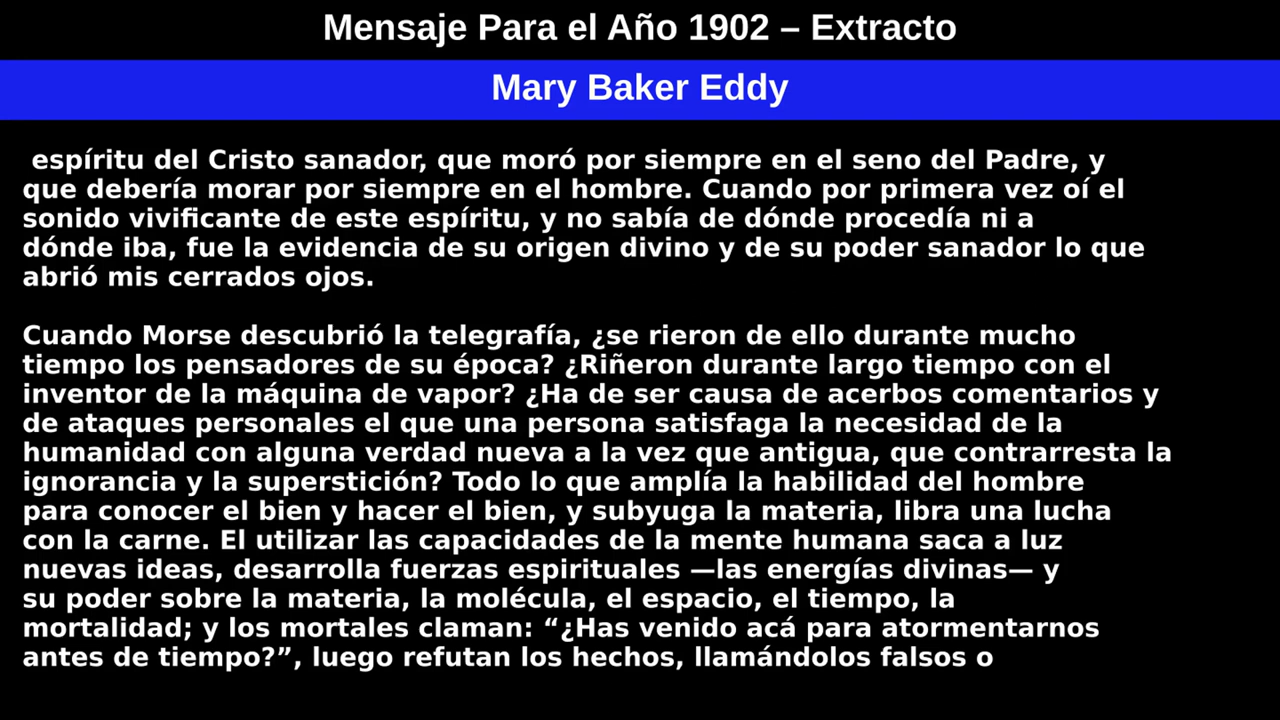 Mensaje Para el Año 1902 – Extracto
Mary Baker Eddy
espíritu del Cristo sanador, que moró por siempre en el seno del Padre, y
que debería morar por siempre en el hombre. Cuando por primera vez oí el
sonido vivificante de este espíritu, y no sabía de dónde procedía ni a
dónde iba, fue la evidencia de su origen divino y de su poder sanador lo que
abrió mis cerrados ojos.
Cuando Morse descubrió la telegrafía, ¿se rieron de ello durante mucho
tiempo los pensadores de su época? ¿Riñeron durante largo tiempo con el
inventor de la máquina de vapor? ¿Ha de ser causa de acerbos comentarios y
de ataques personales el que una persona satisfaga la necesidad de la
humanidad con alguna verdad nueva a la vez que antigua, que contrarresta la
ignorancia y la superstición? Todo lo que amplía la habilidad del hombre
para conocer el bien y hacer el bien, y subyuga la materia, libra una lucha
con la carne. El utilizar las capacidades de la mente humana saca a luz
nuevas ideas, desarrolla fuerzas espirituales —las energías divinas— y
su poder sobre la materia, la molécula, el espacio, el tiempo, la
mortalidad; y los mortales claman: “¿Has venido acá para atormentarnos
antes de tiempo?”, luego refutan los hechos, llamándolos falsos o